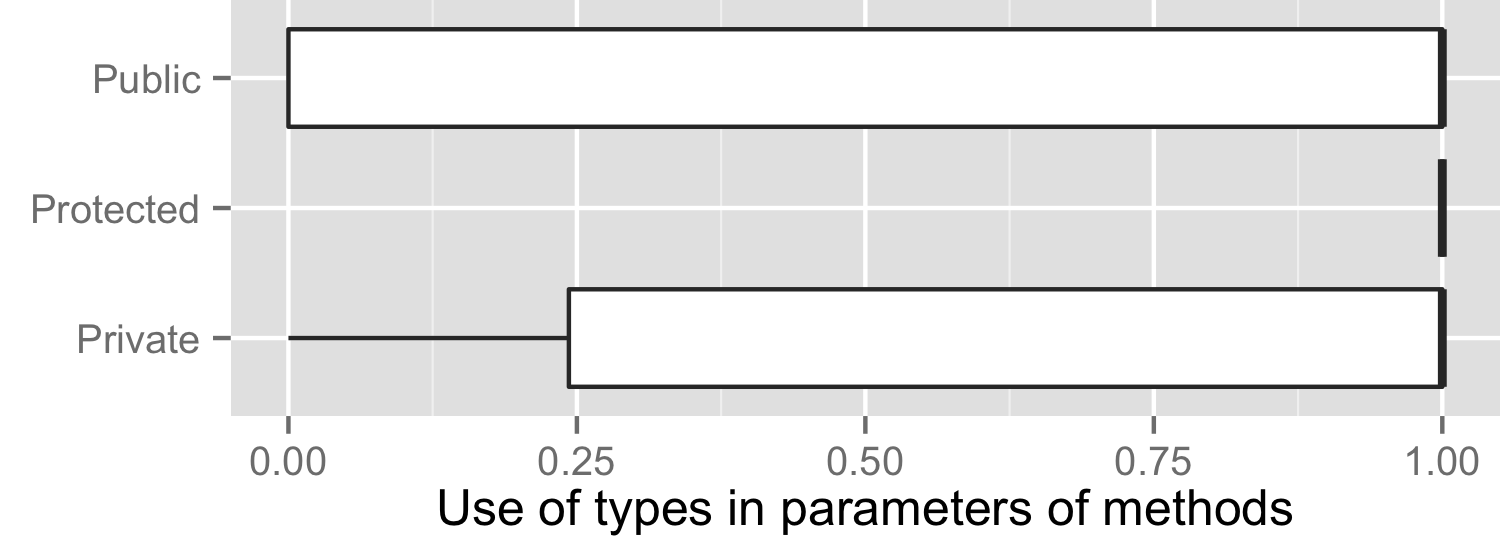 Public
Protected
Private
0.00 0.25 0.50 0.75 1.00
Use of types in parameters of methods